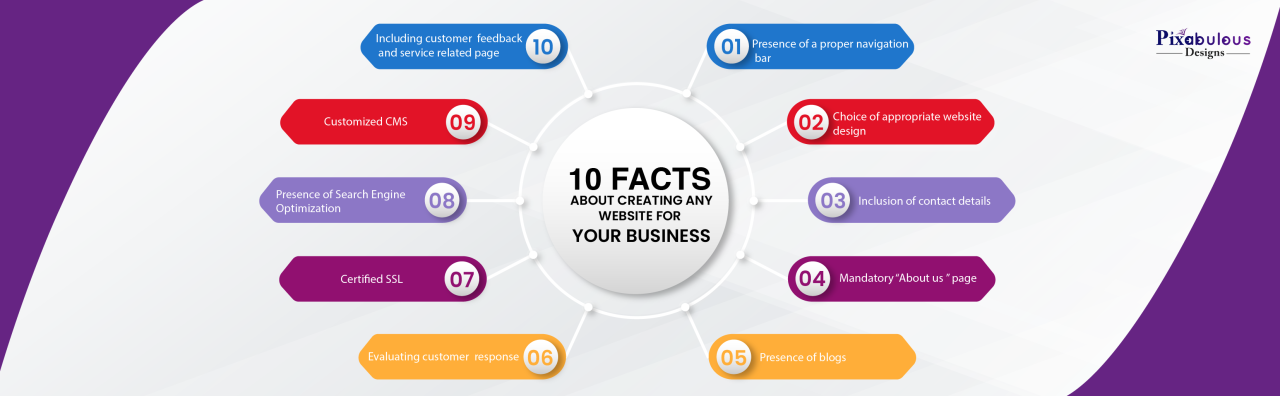 10 FACTS
ABOUT CREATING ANY
WEBSITE FOR
YOUR BUSINESS
01
Presence of a proper navigation
bar
02
Choice of appropriate website
design
03
Inclusion of contact details
04
Mandatory "About us " page
05
Presence of blogs
06
Evaluating customer response
07
Certified SSL
08
Presence of Search Engine
Optimization
09
Customized CMS
10
Including customer feedback
and service related page
Pixabulous
Designs